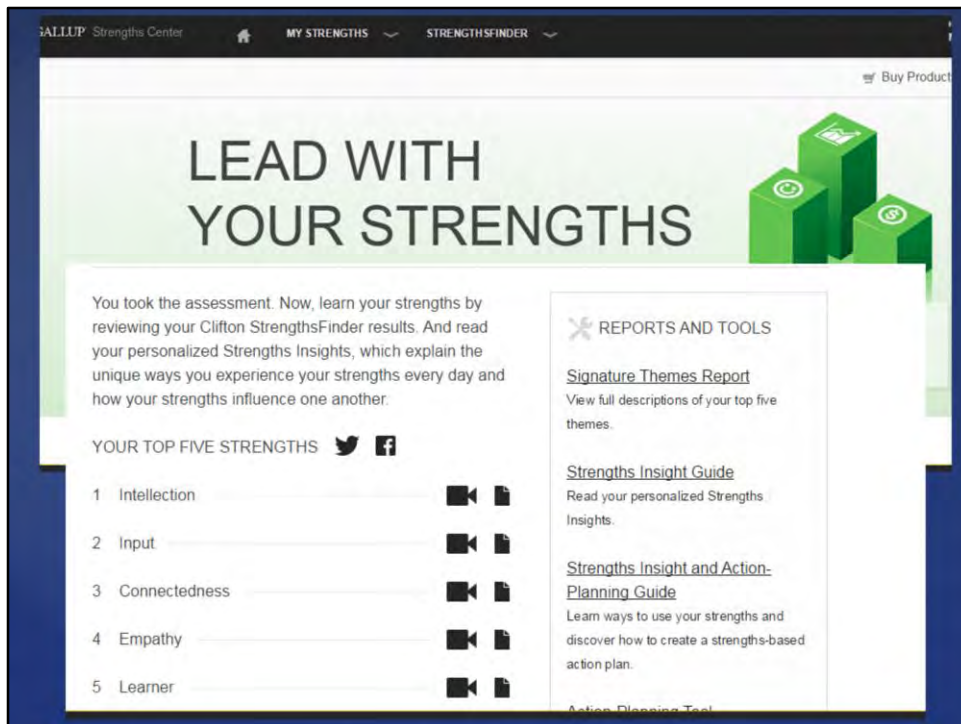 GALLUP Strengths Center MY STRENGTHS STRENGTHSFINDER
Buy Product
LEAD WITH
YOUR STRENGTHS
You took the assessment. Now, learn your strengths by
reviewing your Clifton StrengthsFinder results. And read
your personalized Strengths Insights, which explain the
unique ways you experience your strengths every day and
how your strengths influence one another.
YOUR TOP FIVE STRENGTHS
1 Intellection
2 Input
3 Connectedness
4 Empathy
5 Learner
REPORTS AND TOOLS
Signature Themes Report
View full descriptions of your top five
themes.
Strengths Insight Guide
Read your personalized Strengths
Insights.
Strengths Insight and Action-
Planning Guide
Learn ways to use your strengths and
discover how to create a strengths-based
action plan.
Action-Planning Tool